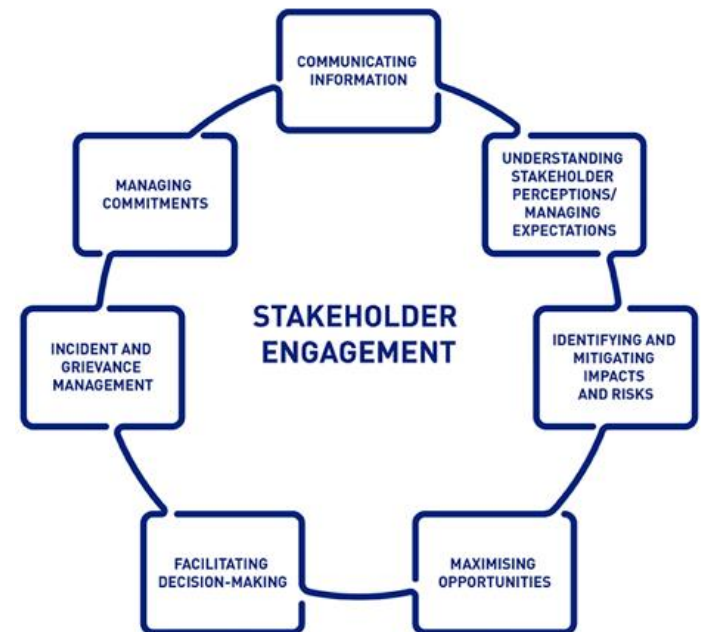 COMMUNICATING
INFORMATION
UNDERSTANDING
STAKEHOLDER
PERCEPTIONS/
MANAGING
EXPECTATIONS
IDENTIFYING AND
MITIGATING
IMPACTS
AND RISKS
MAXIMISING
OPPORTUNITIES
FACILITATING
DECISION-MAKING
INCIDENT AND
GRIEVANCE
MANAGEMENT
MANAGING
COMMITMENTS
STAKEHOLDER
ENGAGEMENT